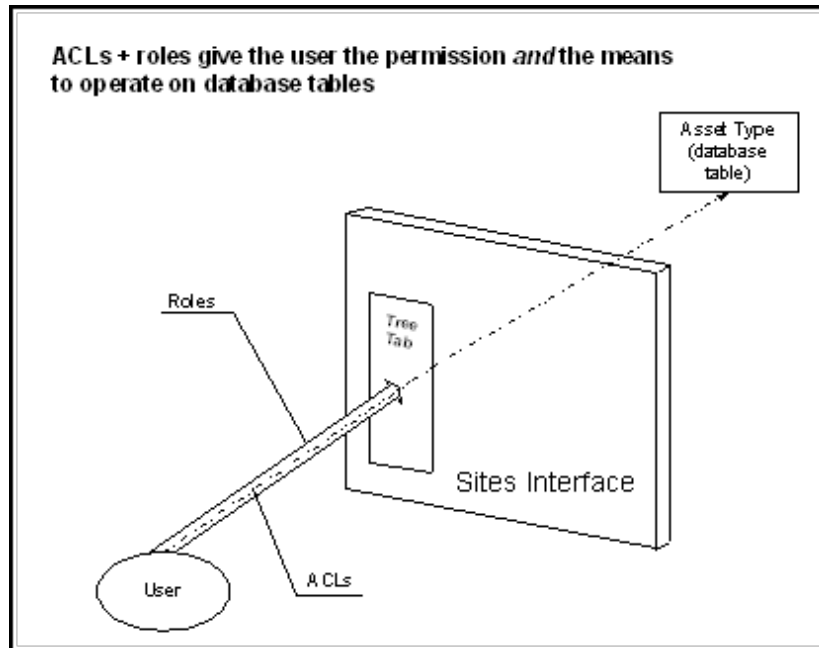 ACLs + roles give the user the permission and the means
to operate on database tables
Asset Type
(database
table)
Roles
Tree
Tab
Sites Interface
User
ACLs